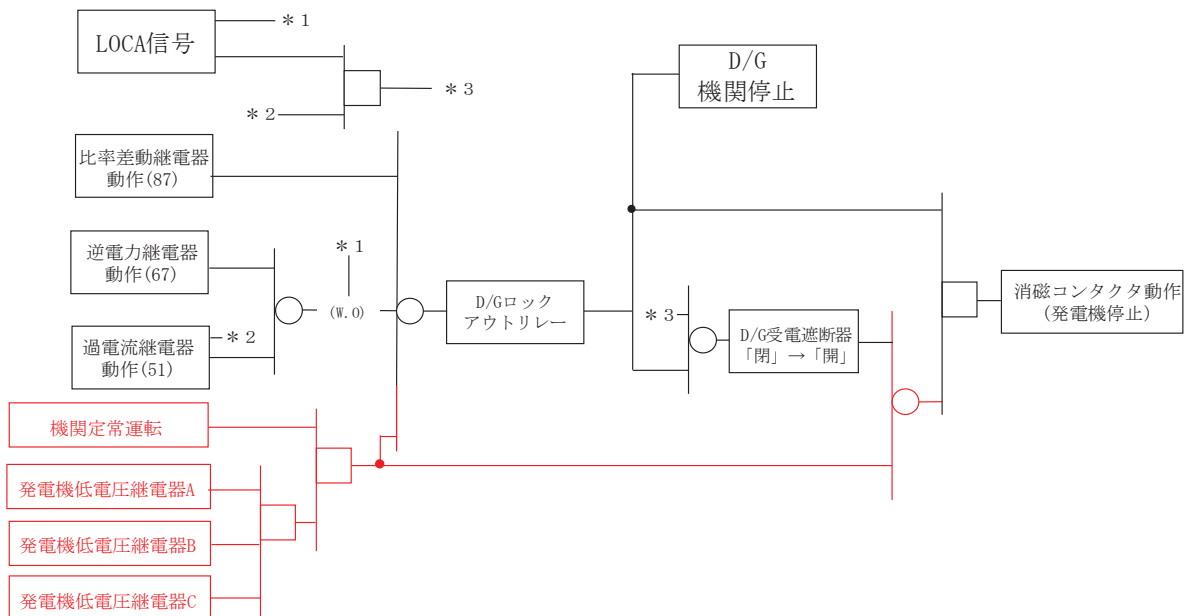 LOCA信号
＊1
＊2
＊3
D/G
機関停止
比率差動継電器
動作(87)
逆電力継電器
動作(67)
＊1
(W.O)
D/Gロック
アウトリレー
＊3
D/G受電遮断器
「閉」→「開」
消磁コンタクタ動作
(発電機停止)
過電流継電器
動作(51)
＊2
機関定常運転
発電機低電圧継電器A
発電機低電圧継電器B
発電機低電圧継電器C